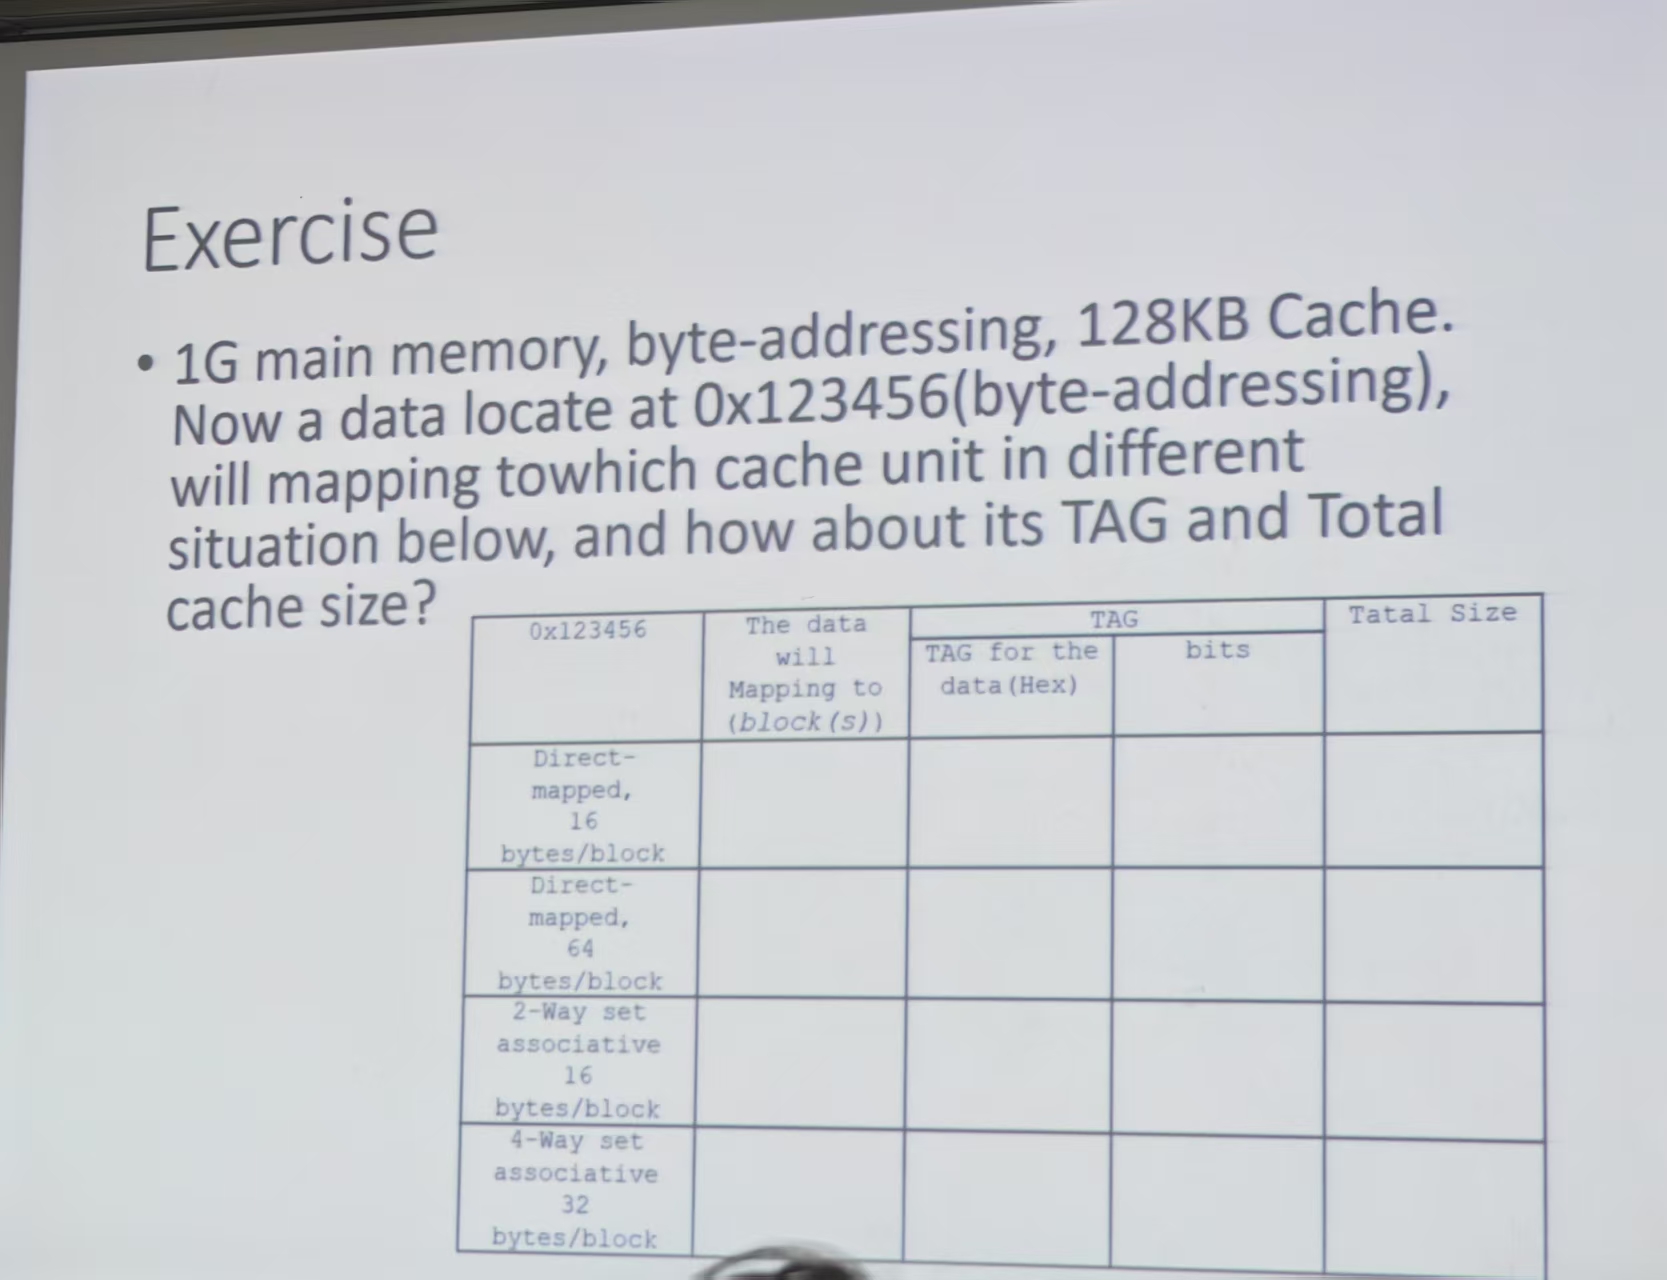 Exercise
• 1G main memory, byte-addressing, 128KB Cache.
Now a data locate at 0x123456(byte-addressing),
will mapping towhich cache unit in different
situation below, and how about its TAG and Total
cache size?
0x123456
The data
will
Mapping to
(block(s))
TAG
TAG for the
data(Hex)
bits
Tatal Size
Direct-
mapped,
16
bytes/block
Direct-
mapped,
64
bytes/block
2-Way set
associative
16
bytes/block
4-Way set
associative
32
bytes/block